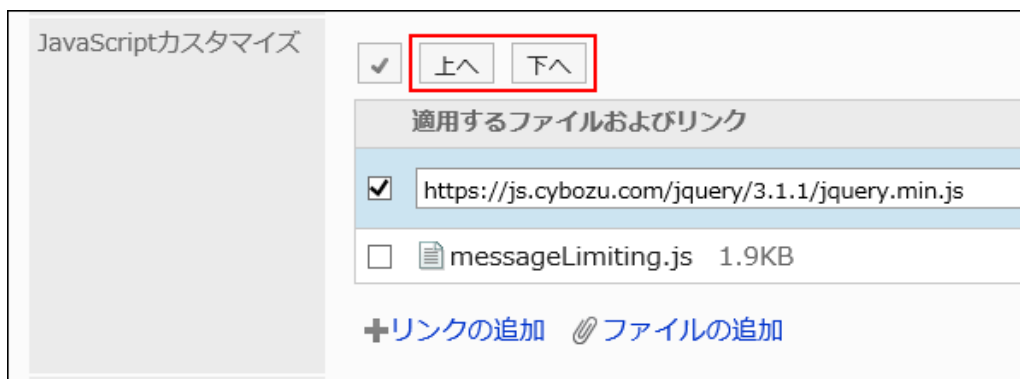 JavaScriptカスタマイズ
上へ 下へ
適用するファイルおよびリンク
https://js.cybozu.com/jquery/3.1.1/jquery.min.js
messageLimiting.js 1.9KB
リンクの追加 ファイルの追加